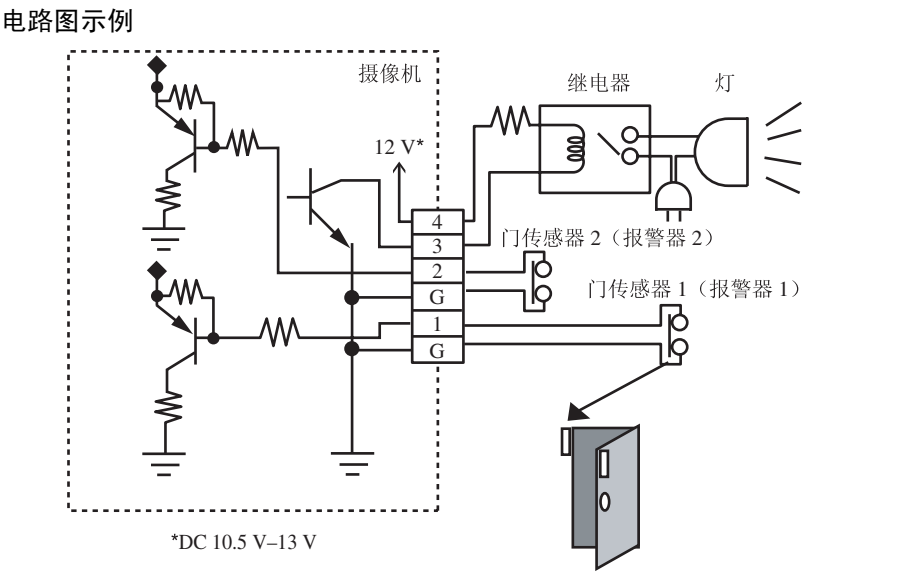 电路图示例
摄像机
继电器
灯
12 V*
4
3
门传感器 2（报警器 2）
2
G
门传感器 1（报警器 1）
1
G
*DC 10.5 V–13 V